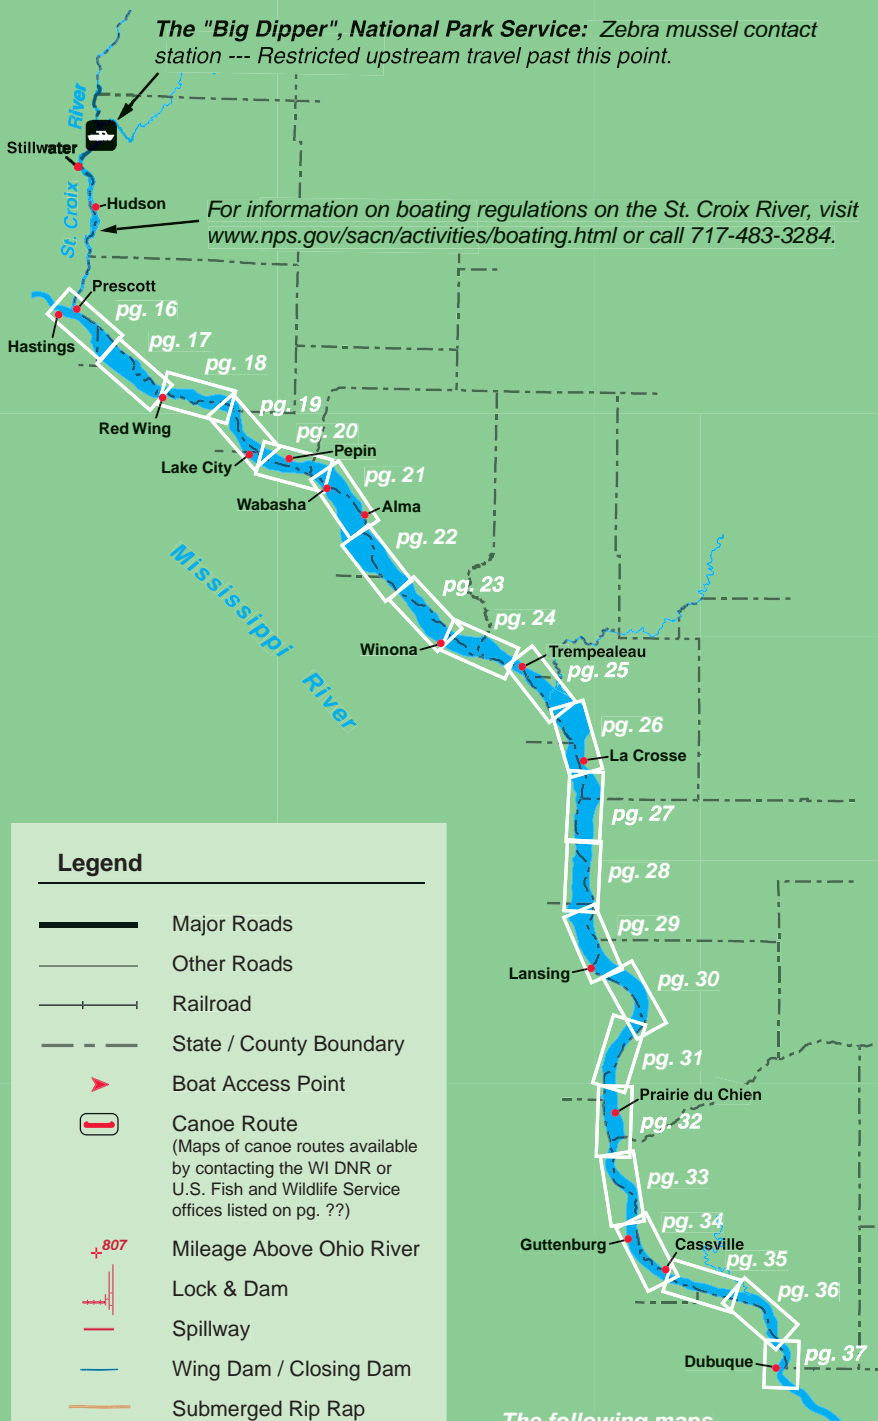 The "Big Dipper", National Park Service: Zebra mussel contact
station --- Restricted upstream travel past this point.
River
Stillwater
St. Croix
Hudson
For information on boating regulations on the St. Croix River, visit
www.nps.gov/sacn/activities/boating.html or call 717-483-3284.
Prescott
pg. 16
Hastings
pg. 17
pg. 18
Red Wing
pg. 19
pg. 20
Pepin
Lake City
pg. 21
Wabasha
Alma
pg. 22
Mississippi River
pg. 23
pg. 24
Winona
Trempealeau
pg. 25
pg. 26
La Crosse
pg. 27
pg. 28
pg. 29
Lansing
pg. 30
pg. 31
Prairie du Chien
pg. 32
pg. 33
pg. 34
Guttenburg
Cassville
pg. 35
pg. 36
pg. 37
Dubuque
Legend
Major Roads
Other Roads
Railroad
State / County Boundary
Boat Access Point
Canoe Route
(Maps of canoe routes available
by contacting the WI DNR or
U.S. Fish and Wildlife Service
offices listed on pg. ??)
807
Mileage Above Ohio River
Lock & Dam
Spillway
Wing Dam / Closing Dam
Submerged Rip Rap
The following maps